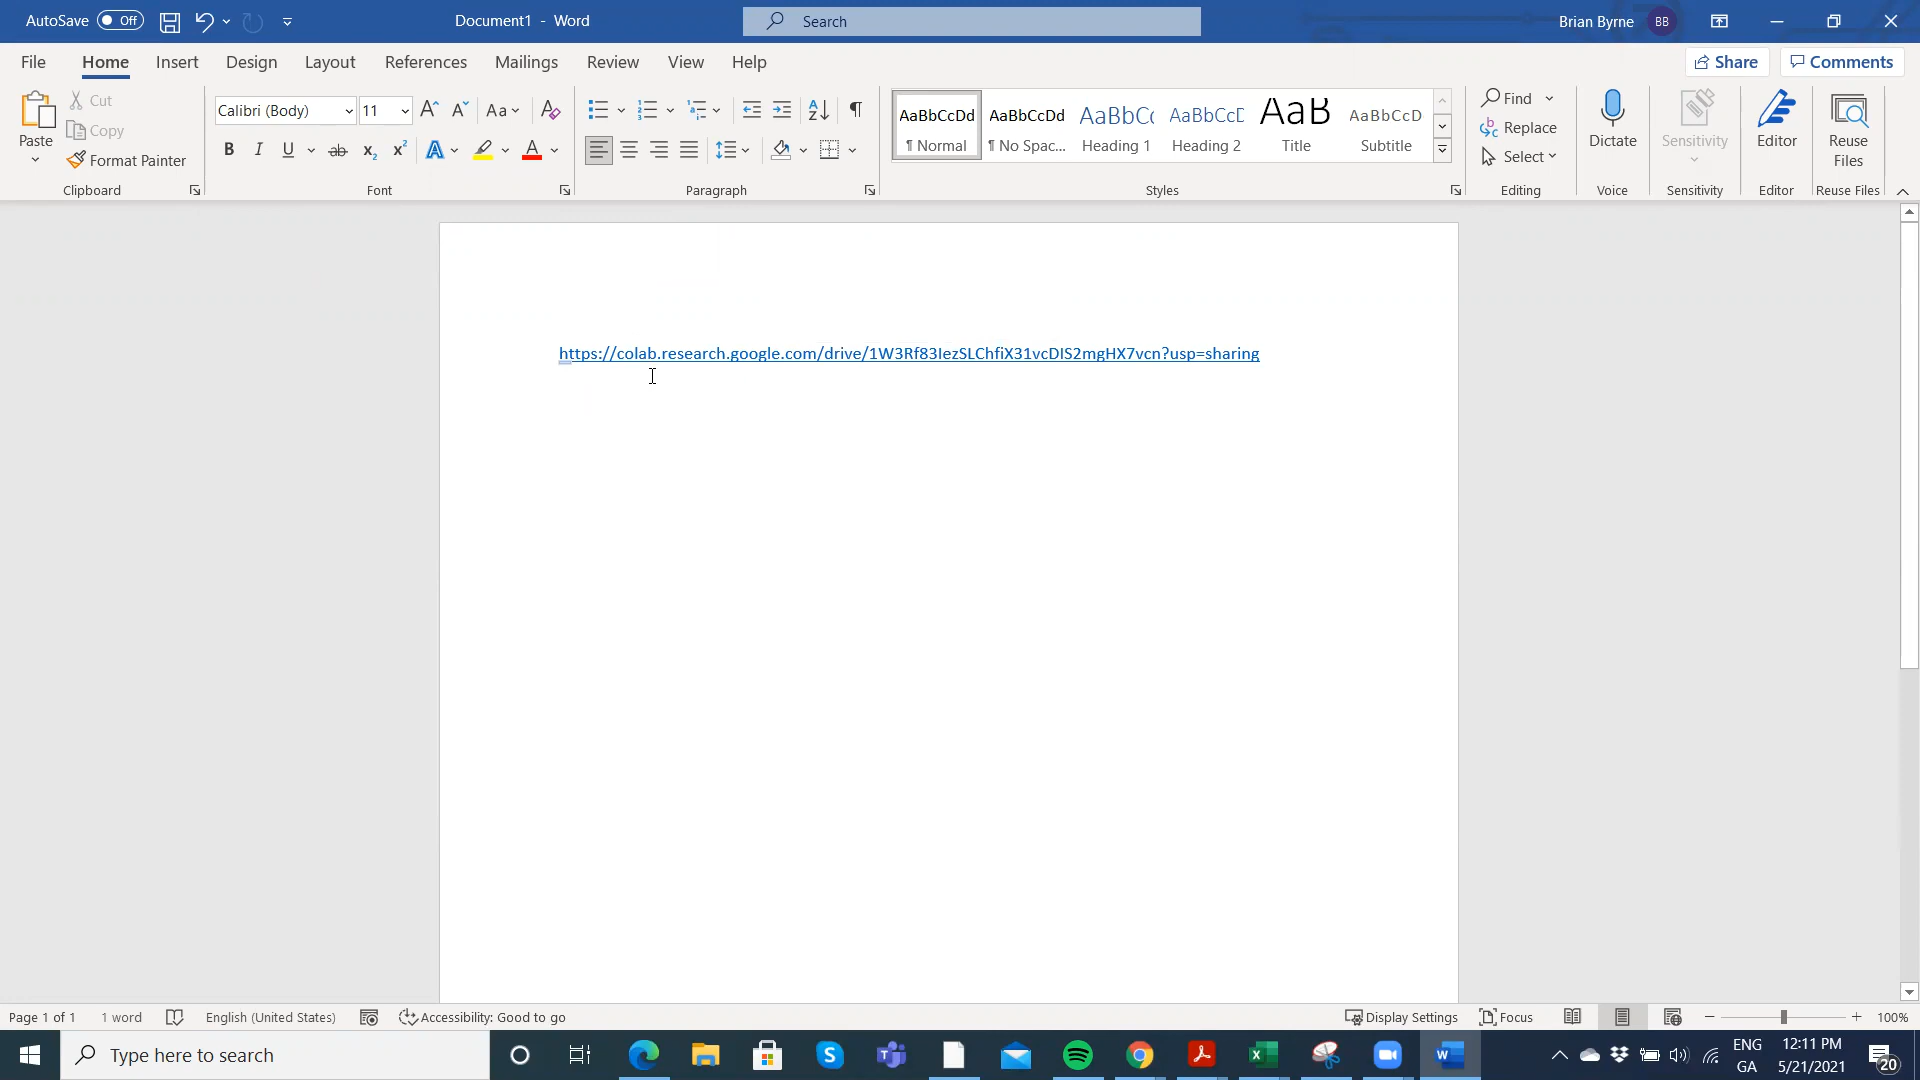 AutoSave Off Document1 - Word Search Brian Byrne BB
File Home Insert Design Layout References Mailings Review View Help Share Comments
Paste Cut Copy Format Painter Clipboard
Calibri (Body) 11 Aa Font
Paragraph
AaBbCcDd ¶ Normal
AaBbCcDd ¶ No Spac...
AaBbC Heading 1
AaBbCcD Heading 2
AaB Title
AaBbCcD Subtitle
Styles
Find Replace Select Editing
Dictate Voice
Sensitivity Sensitivity
Editor Editor
Reuse Files Reuse Files
https://colab.research.google.com/drive/1W3Rf83IezSLChfiX31vcDIS2mgHX7vcn?usp=sharing
Page 1 of 1 1 word English (United States) Accessibility: Good to go Display Settings Focus 100%
Type here to search ENG GA 12:11 PM 5/21/2021 20